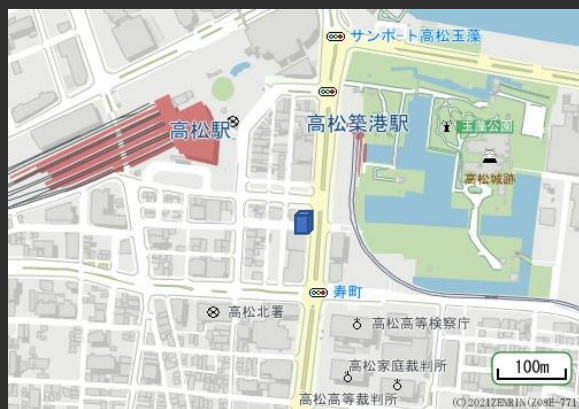 サンポート高松玉藻
高松駅
高松築港駅
玉藻公園
高松城跡
寿町
高松北署
高松高等検察庁
高松家庭裁判所
高松高等裁判所
100m
(C)2021ZENRIN(Z08E-771